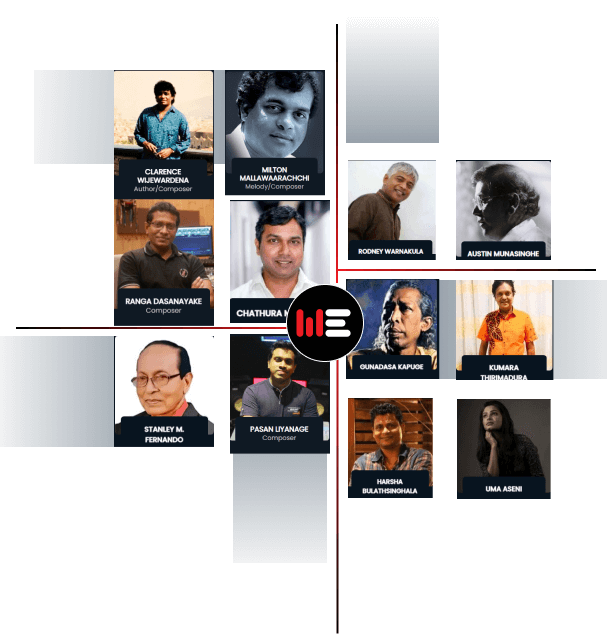 CLARENCE
WIJEWARDENA
Author/Composer
MILTON
MALLAWAARACHCHI
Melody/Composer
RODNEY WARNAKULA
AUSTIN MUNASINGHE
RANGA DASANAYAKE
Composer
CHATHURA
GUNADASA KAPUGE
KUMARA
THIRIMADURA
STANLEY M.
FERNANDO
PASAN LIYANAGE
Composer
HARSHA
BULATHSINGHALA
UMA ASENI